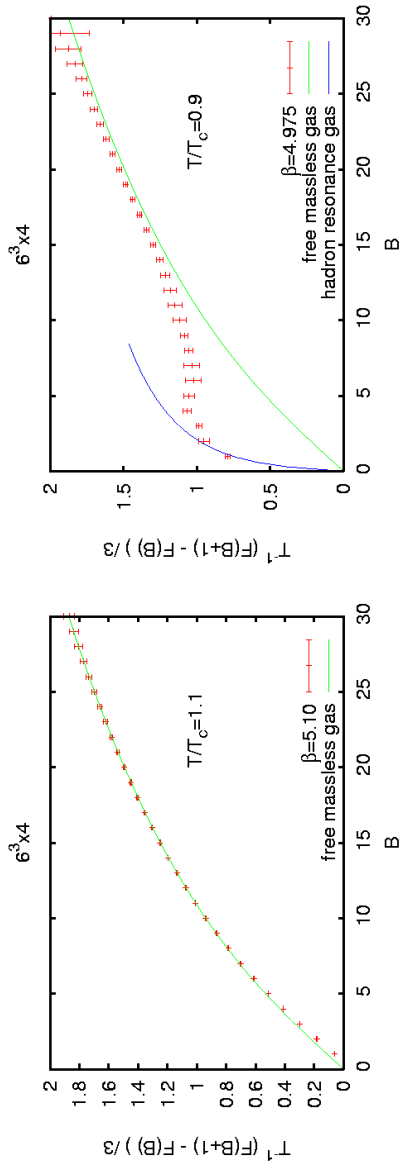 6³x4
T⁻¹ (F(B+1) - F(B) ) /3
2
1.8
1.6
1.4
1.2
1
0.8
0.6
0.4
0.2
0
T/T_c=1.1
β=5.10
free massless gas
0 5 10 15 20 25 30
B
6³x4
T⁻¹ (F(B+1) - F(B) ) /3
2
1.5
1
0.5
0
T/T_c=0.9
β=4.975
free massless gas
hadron resonance gas
0 5 10 15 20 25 30
B